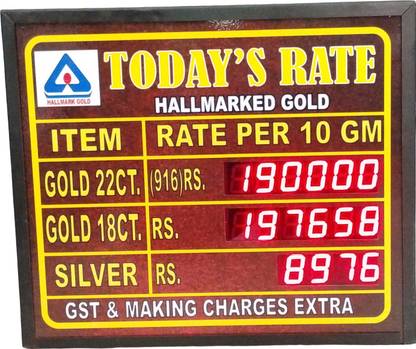 TODAY'S RATE
HALLMARK GOLD
HALLMARKED GOLD
ITEM RATE PER 10 GM
GOLD 22CT. (916)RS. 190000
GOLD 18CT. RS. 197658
SILVER RS. 8976
GST & MAKING CHARGES EXTRA